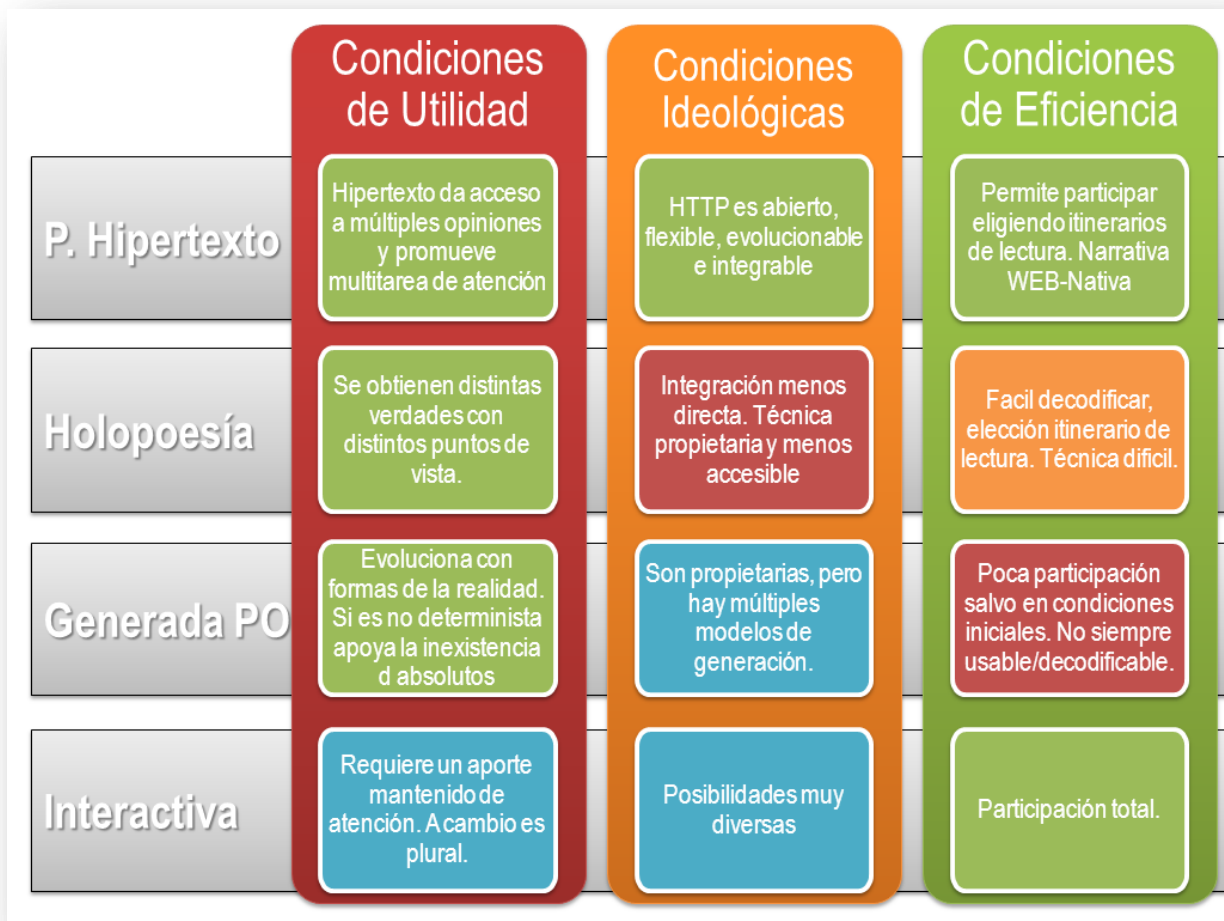 Condiciones
de Utilidad
Condiciones
Ideológicas
Condiciones
de Eficiencia
P. Hipertexto
Hipertexto da acceso
a múltiples opiniones
y promueve
multitarea de atención
HTTP es abierto,
flexible, evolucionable
e integrable
Permite participar
eligiendo itinerarios
de lectura. Narrativa
WEB-Nativa
Holopoesía
Se obtienen distintas
verdades con
distintos puntos de
vista.
Integración menos
directa. Técnica
propietaria y menos
accesible
Facil decodificar,
elección itinerario de
lectura. Técnica dificil.
Generada PO
Evoluciona con
formas de la realidad.
Si es no determinista
apoya la inexistencia
d absolutos
Son propietarias, pero
hay múltiples
modelos de
generación.
Poca participación
salvo en condiciones
iniciales. No siempre
usable/decodificable.
Interactiva
Requiere un aporte
mantenido de
atención. A cambio es
plural.
Posibilidades muy
diversas
Participación total.